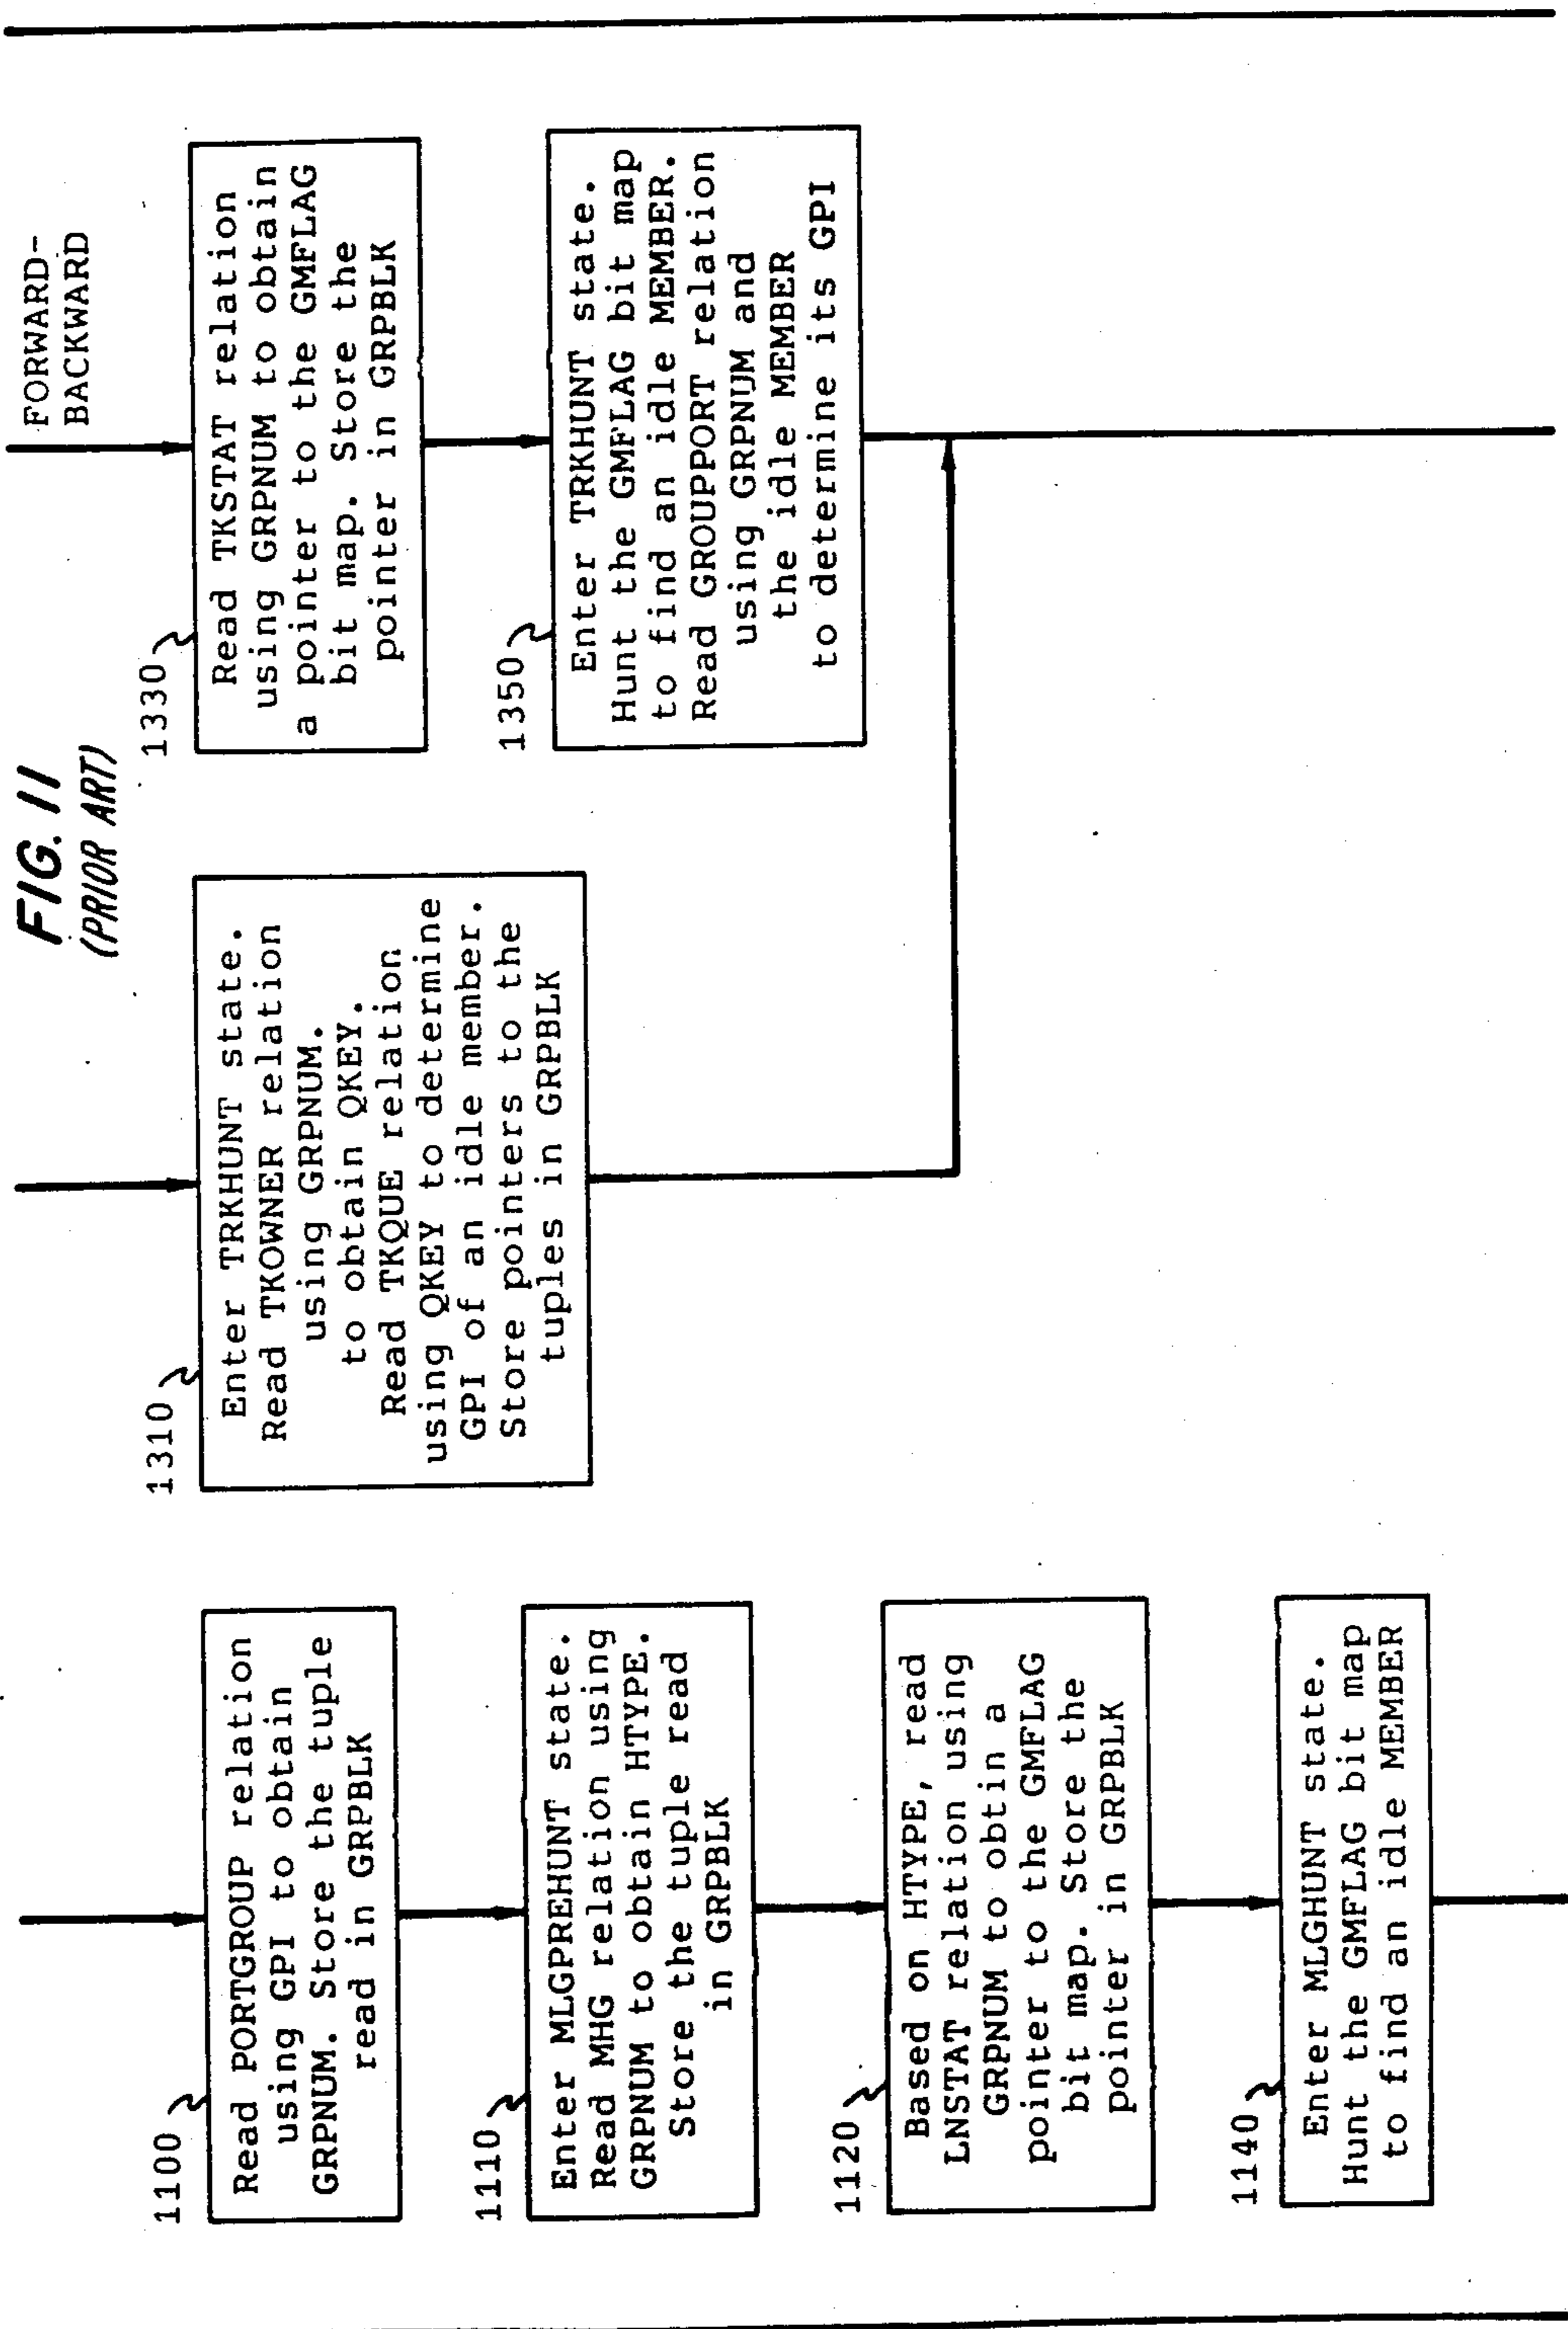 FIG. 11
(PRIOR ART)
1100
Read PORTGROUP relation
using GPI to obtain
GRPNUM. Store the tuple
read in GRPBLK
1110
Enter MLGPREHUNT state.
Read MHG relation using
GRPNUM to obtain HTYPE.
Store the tuple read
in GRPBLK
1120
Based on HTYPE, read
LNSTAT relation using
GRPNUM to obtin a
pointer to the GMFLAG
bit map. Store the
pointer in GRPBLK
1140
Enter MLGHUNT state.
Hunt the GMFLAG bit map
to find an idle MEMBER
1310
Enter TRKHUNT state.
Read TKOWNER relation
using GRPNUM.
to obtain QKEY.
Read TKQUE relation
using QKEY to determine
GPI of an idle member.
Store pointers to the
tuples in GRPBLK
FORWARD-
BACKWARD
1330
Read TKSTAT relation
using GRPNUM to obtain
a pointer to the GMFLAG
bit map. Store the
pointer in GRPBLK
1350
Enter TRKHUNT state.
Hunt the GMFLAG bit map
to find an idle MEMBER.
Read GROUPPORT relation
using GRPNUM and
the idle MEMBER
to determine its GPI